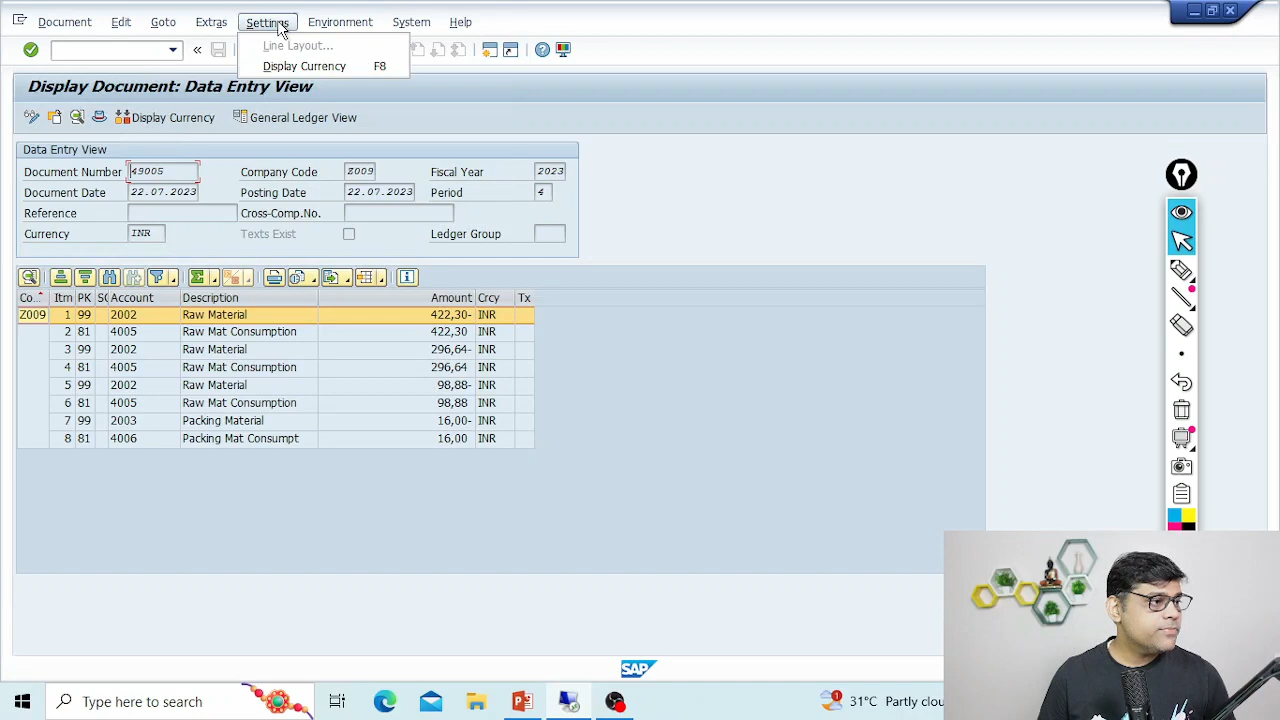 Document Edit Goto Extras Settings Environment System Help
Line Layout...
Display Currency F8
Display Document: Data Entry View
Display Currency General Ledger View
Data Entry View
Document Number 49005 Company Code Z009 Fiscal Year 2023
Document Date 22.07.2023 Posting Date 22.07.2023 Period 4
Reference Cross-Comp.No.
Currency INR Texts Exist Ledger Group
Co.. Itm PK SG Account Description Amount Crcy Tx
Z009 1 99 2002 Raw Material 422,30- INR
2 81 4005 Raw Mat Consumption 422,30 INR
3 99 2002 Raw Material 296,64- INR
4 81 4005 Raw Mat Consumption 296,64 INR
5 99 2002 Raw Material 98,88- INR
6 81 4005 Raw Mat Consumption 98,88 INR
7 99 2003 Packing Material 16,00- INR
8 81 4006 Packing Mat Consumpt 16,00 INR
SAP
Type here to search
1 31°C Partly clou